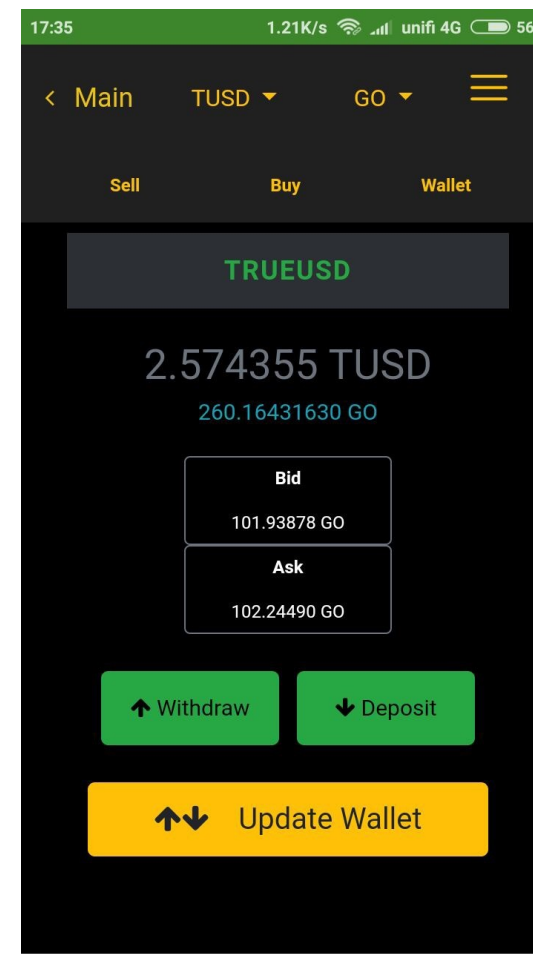 17:35 1.21K/s unifi 4G 56
< Main TUSD GO
Sell Buy Wallet
TRUEUSD
2.574355 TUSD
260.16431630 GO
Bid
101.93878 GO
Ask
102.24490 GO
Withdraw Deposit
Update Wallet